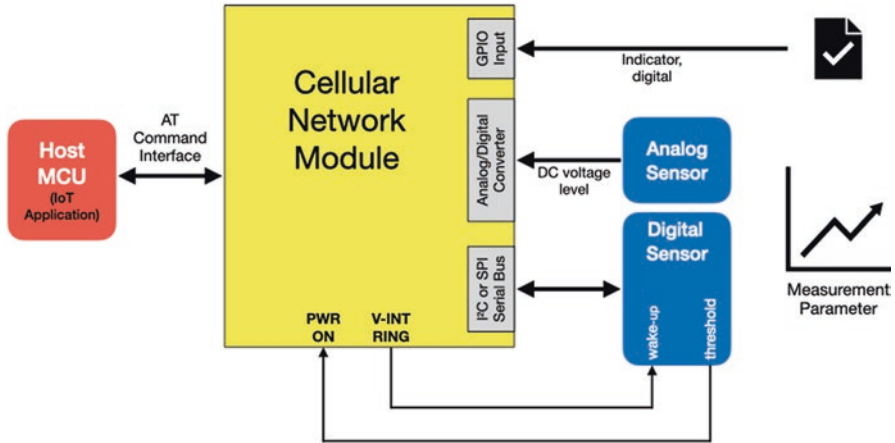 Host
MCU
(IoT
Application)
AT
Command
Interface
Cellular
Network
Module
GPIO
Input
Analog/Digital
Converter
I²C or SPI
Serial Bus
PWR
ON
V-INT
RING
Indicator,
digital
DC voltage
level
Analog
Sensor
Digital
Sensor
wake-up
threshold
Measurement:
Parameter